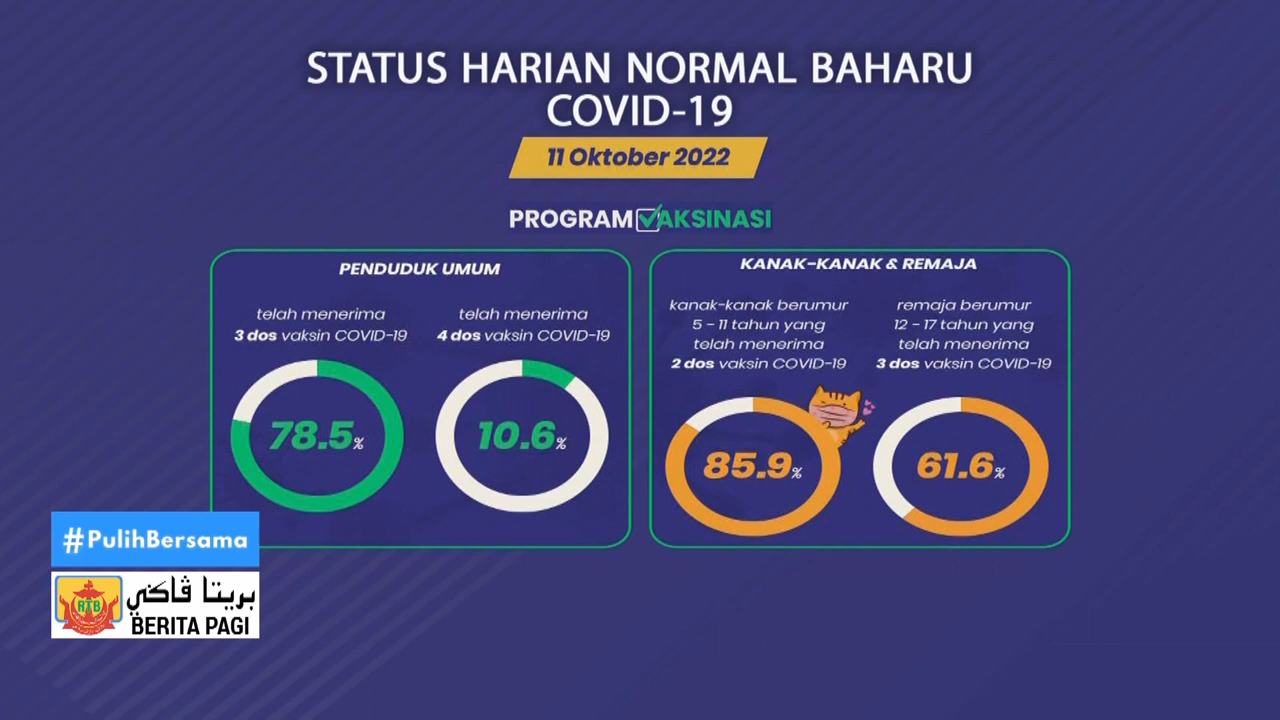 STATUS HARIAN NORMAL BAHARU
COVID-19
11 Oktober 2022
PROGRAM VAKSINASI
PENDUDUK UMUM
telah menerima
3 dos vaksin COVID-19
telah menerima
4 dos vaksin COVID-19
78.5%
10.6%
KANAK-KANAK & REMAJA
kanak-kanak berumur
5 - 11 tahun yang
telah menerima
2 dos vaksin COVID-19
remaja berumur
12 - 17 tahun yang
telah menerima
3 dos vaksin COVID-19
85.9%
61.6%
#PulihBersama
RTB
بريتا ڤاݢي
BERITA PAGI